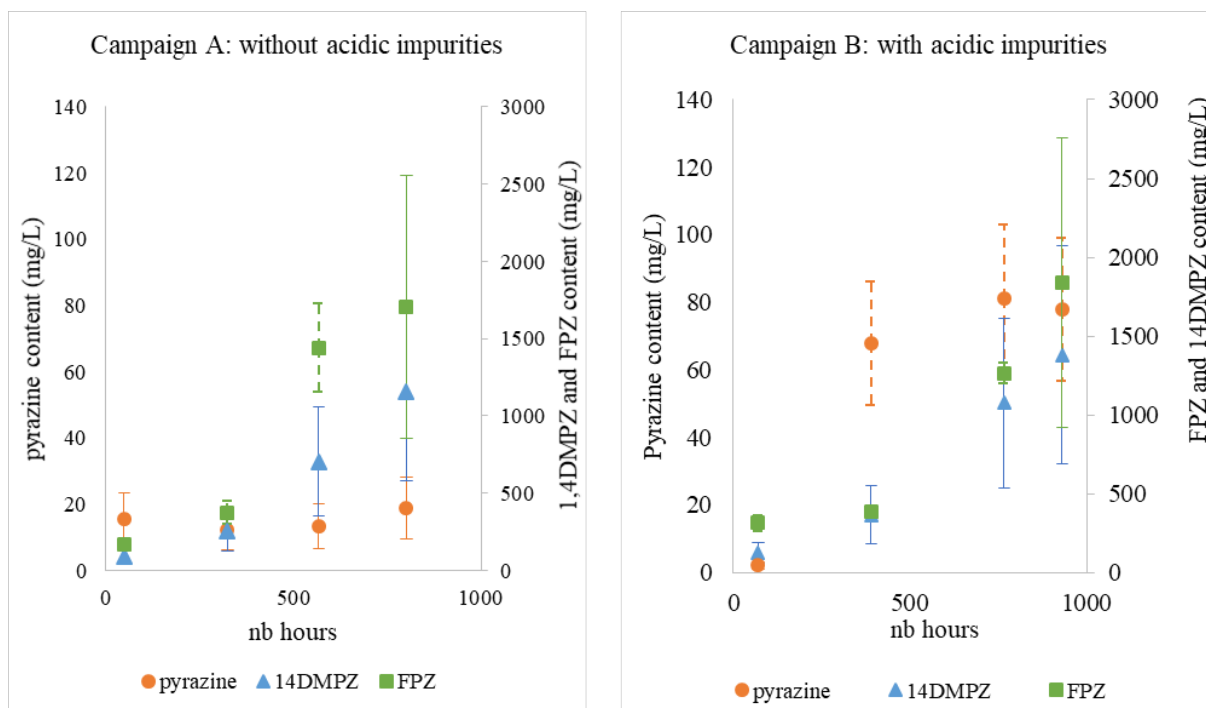 Campaign A: without acidic impurities
140
120
100
80
60
40
20
0
pyrazine content (mg/L)
3000
2500
2000
1500
1000
500
0
1,4DMPZ and FPZ content (mg/L)
0 500 1000
nb hours
pyrazine 14DMPZ FPZ
Campaign B: with acidic impurities
140
120
100
80
60
40
20
0
Pyrazine content (mg/L)
3000
2500
2000
1500
1000
500
0
FPZ and 14DMPZ content (mg/L)
0 500 1000
nb hours
pyrazine 14DMPZ FPZ